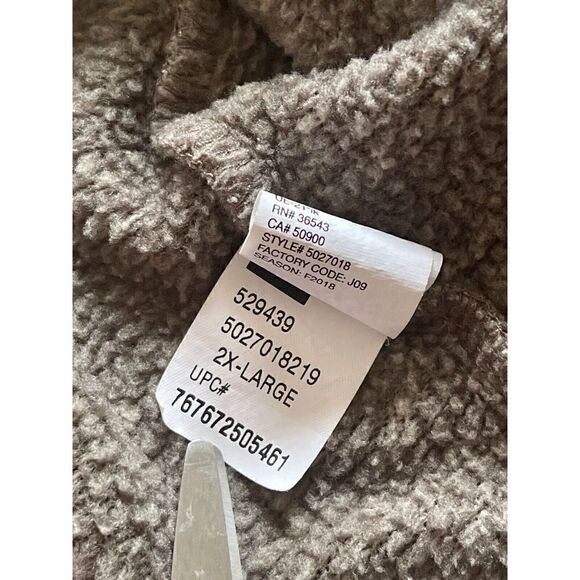 RN# 36543
CA# 50900
STYLE# 5027018
FACTORY CODE: J09
SEASON: F2018
529439
5027018219
2X-LARGE
UPC#
767672505461